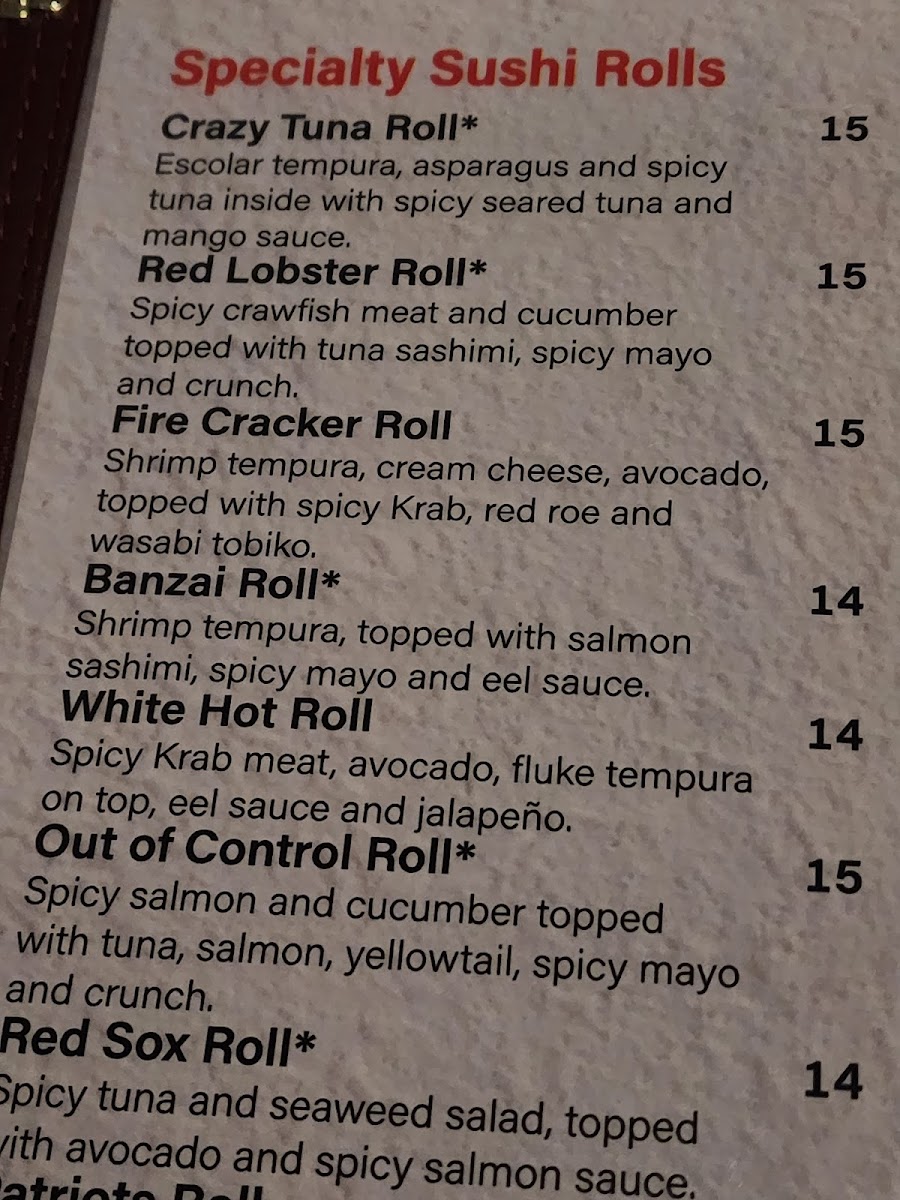 Specialty Sushi Rolls
Crazy Tuna Roll* 15
Escolar tempura, asparagus and spicy
tuna inside with spicy seared tuna and
mango sauce.
Red Lobster Roll* 15
Spicy crawfish meat and cucumber
topped with tuna sashimi, spicy mayo
and crunch.
Fire Cracker Roll 15
Shrimp tempura, cream cheese, avocado,
topped with spicy Krab, red roe and
wasabi tobiko.
Banzai Roll* 14
Shrimp tempura, topped with salmon
sashimi, spicy mayo and eel sauce.
White Hot Roll 14
Spicy Krab meat, avocado, fluke tempura
on top, eel sauce and jalapeño.
Out of Control Roll* 15
Spicy salmon and cucumber topped
with tuna, salmon, yellowtail, spicy mayo
and crunch.
Red Sox Roll* 14
Spicy tuna and seaweed salad, topped
with avocado and spicy salmon sauce.
Roll